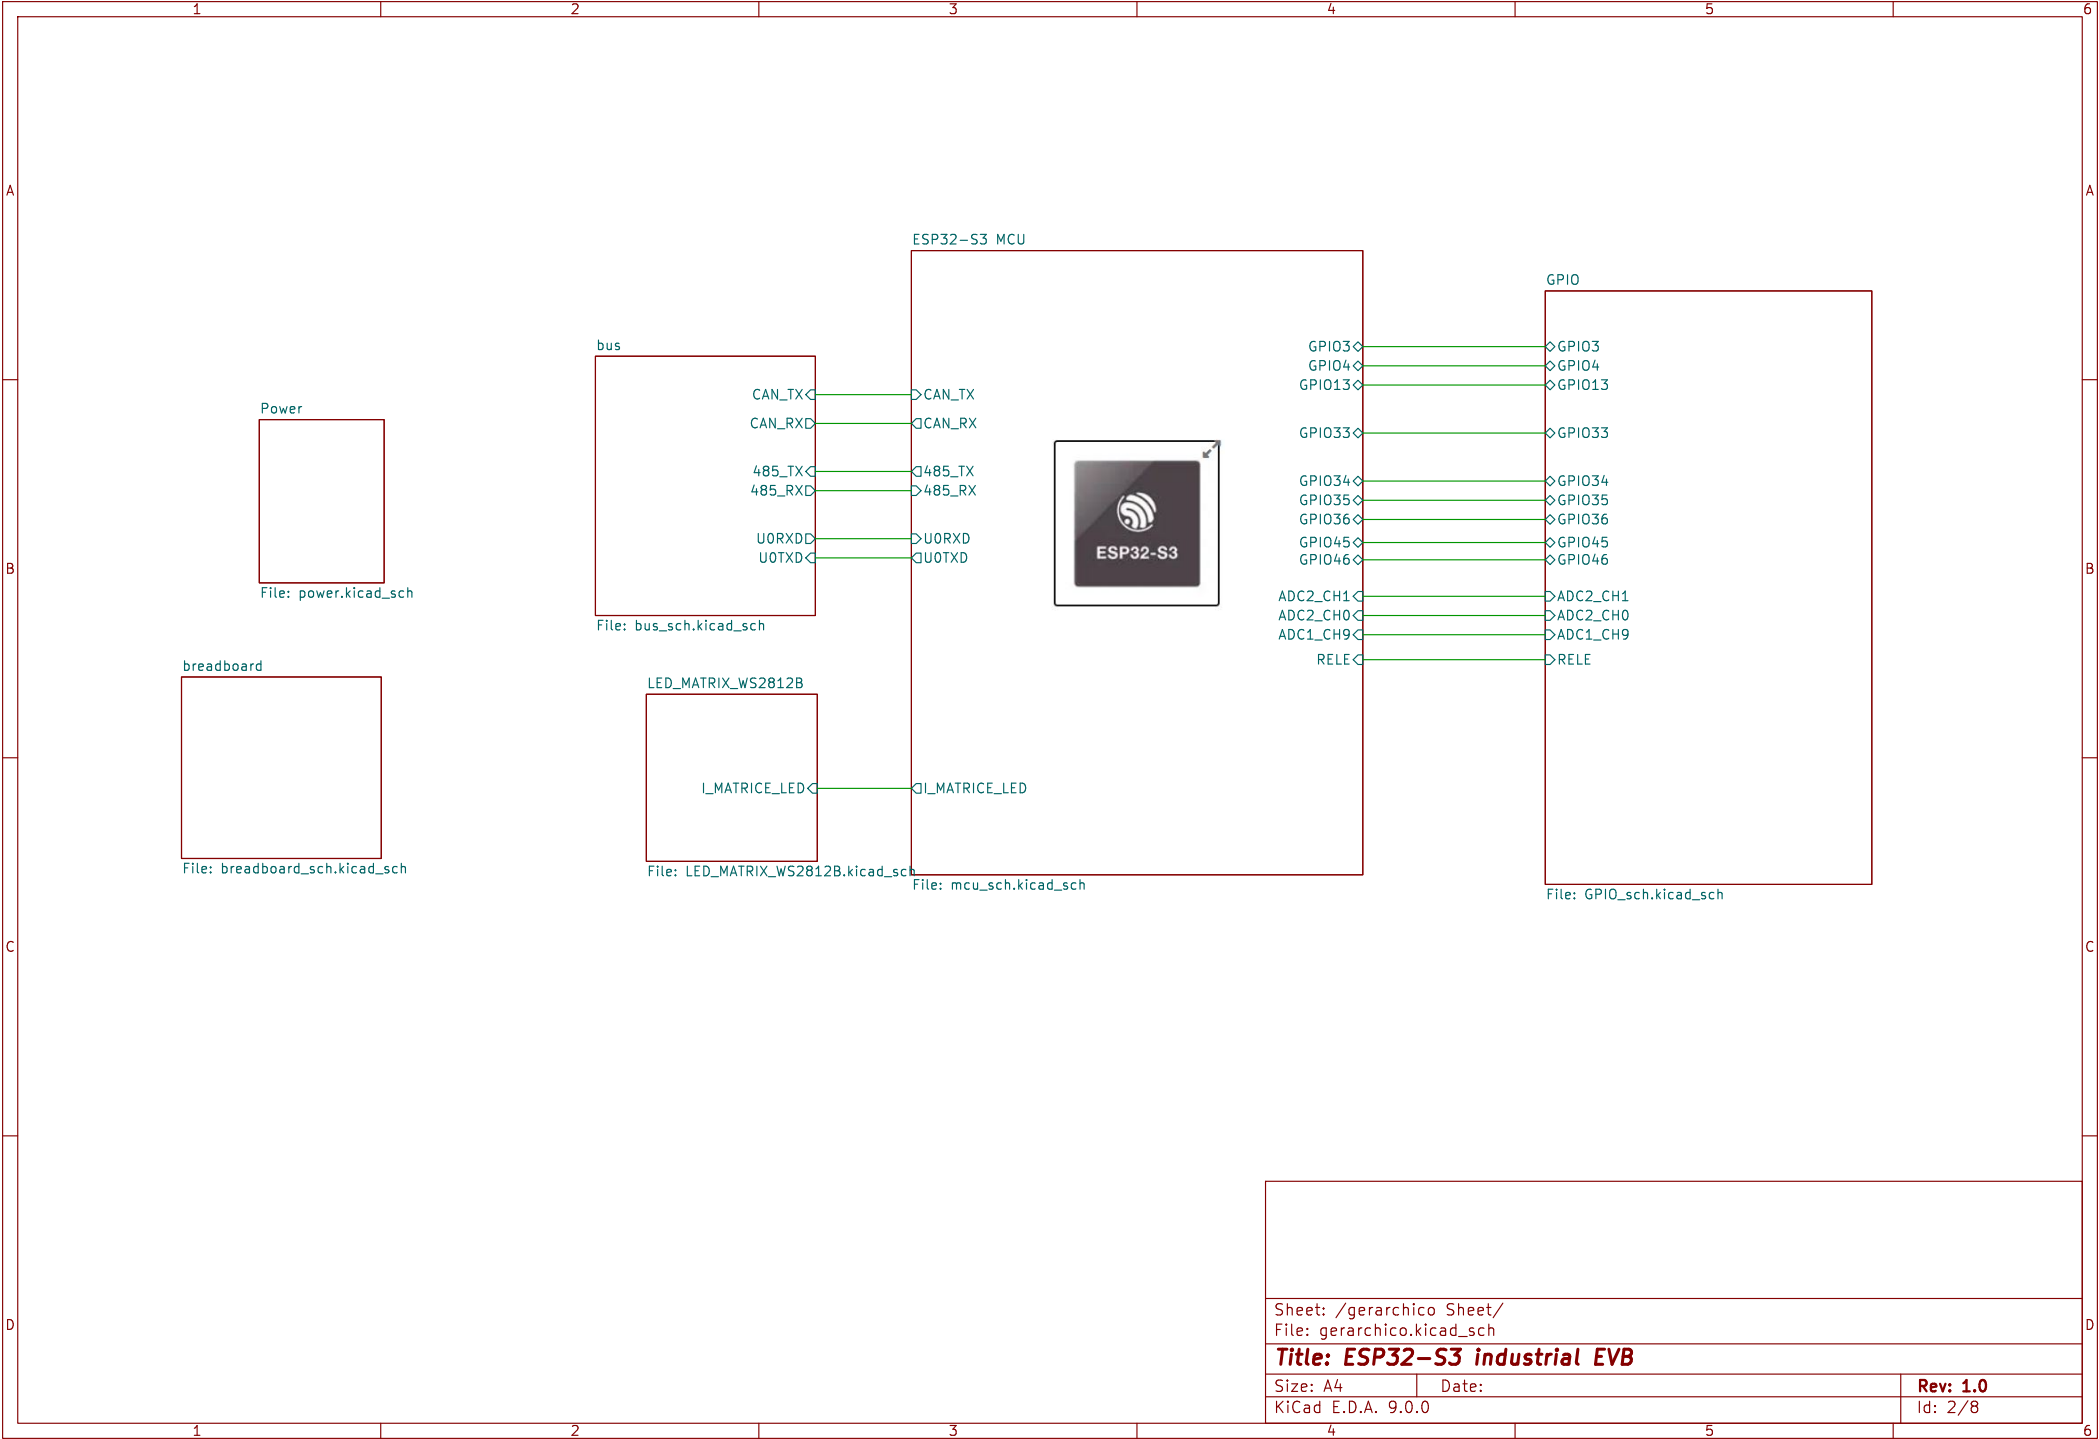 1 2 3 4 5 6
A A
B B
C C
D D
Power
File: power.kicad_sch
breadboard
File: breadboard_sch.kicad_sch
bus
CAN_TX
CAN_RX
485_TX
485_RX
U0RXD
U0TXD
File: bus_sch.kicad_sch
LED_MATRIX_WS2812B
I_MATRICE_LED
File: LED_MATRIX_WS2812B.kicad_sch
ESP32-S3 MCU
CAN_TX
CAN_RX
485_TX
485_RX
U0RXD
U0TXD
I_MATRICE_LED
ESP32-S3
GPIO3
GPIO4
GPIO13
GPIO33
GPIO34
GPIO35
GPIO36
GPIO45
GPIO46
ADC2_CH1
ADC2_CH0
ADC1_CH9
RELE
File: mcu_sch.kicad_sch
GPIO
GPIO3
GPIO4
GPIO13
GPIO33
GPIO34
GPIO35
GPIO36
GPIO45
GPIO46
ADC2_CH1
ADC2_CH0
ADC1_CH9
RELE
File: GPIO_sch.kicad_sch
Sheet: /gerarchico Sheet/
File: gerarchico.kicad_sch
Title: ESP32-S3 industrial EVB
Size: A4 Date: Rev: 1.0
KiCad E.D.A. 9.0.0 Id: 2/8
1 2 3 4 5 6